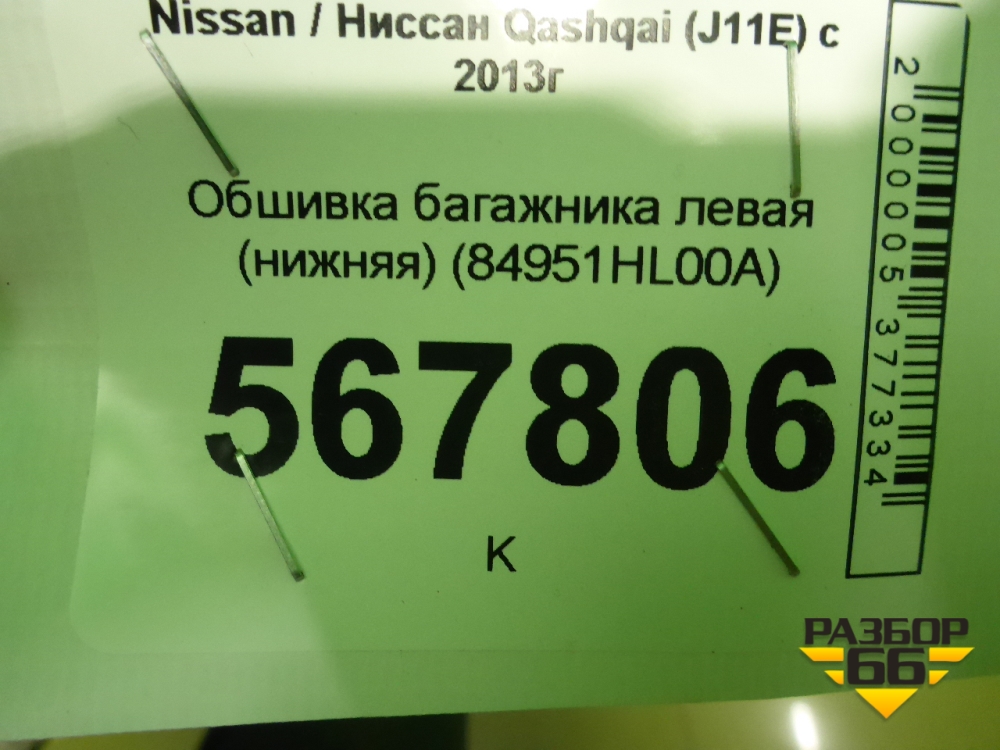 Nissan / Ниссан Qashqai (J11E) с
2013г
Обшивка багажника левая
(нижняя) (84951HL00A)
567806
К
2000005377334
РАЗБОР
66